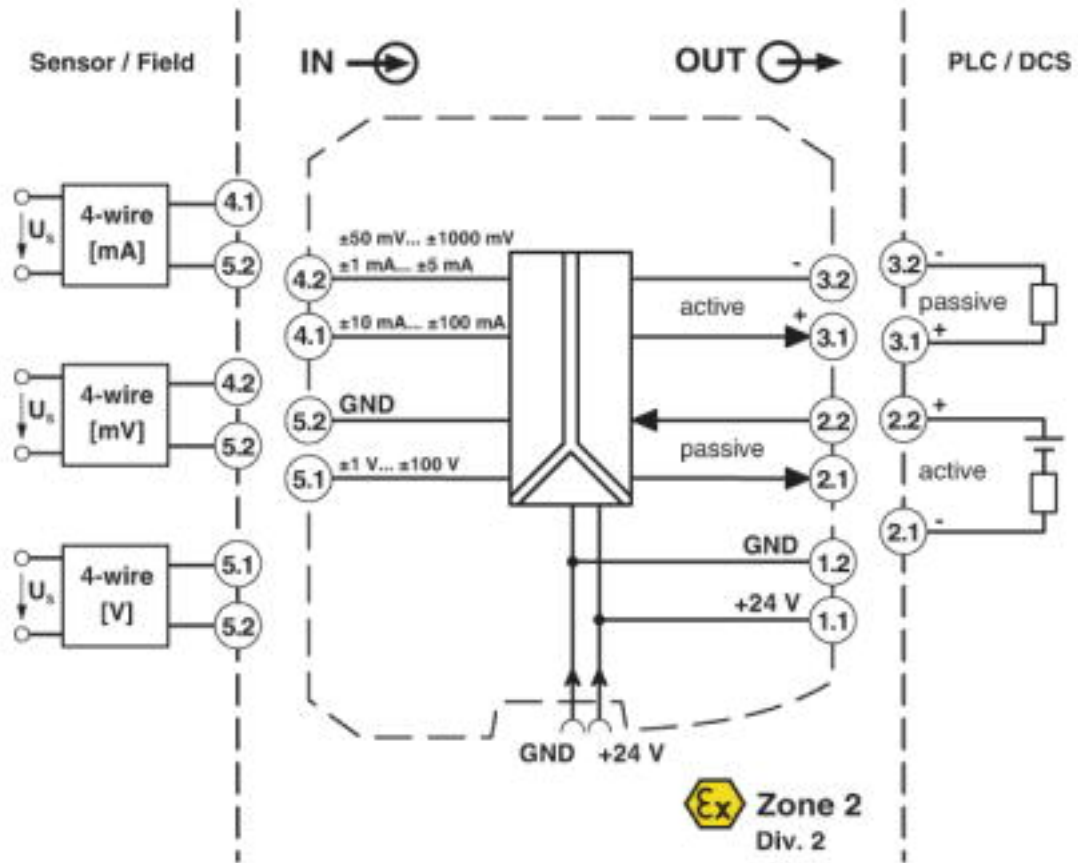 Sensor / Field
IN
OUT
PLC / DCS
4-wire
[mA]
Us
4.1
5.2
4-wire
[mV]
Us
4.2
5.2
4-wire
[V]
Us
5.1
5.2
±50 mV... ±1000 mV
4.2
±1 mA... ±5 mA
4.1
±10 mA... ±100 mA
5.2
GND
5.1
±1 V... ±100 V
-
3.2
active
+
3.1
2.2
passive
2.1
GND
1.2
+24 V
1.1
GND +24 V
3.2 -
passive
3.1 +
2.2 +
active
2.1 -
Ex Zone 2
Div. 2